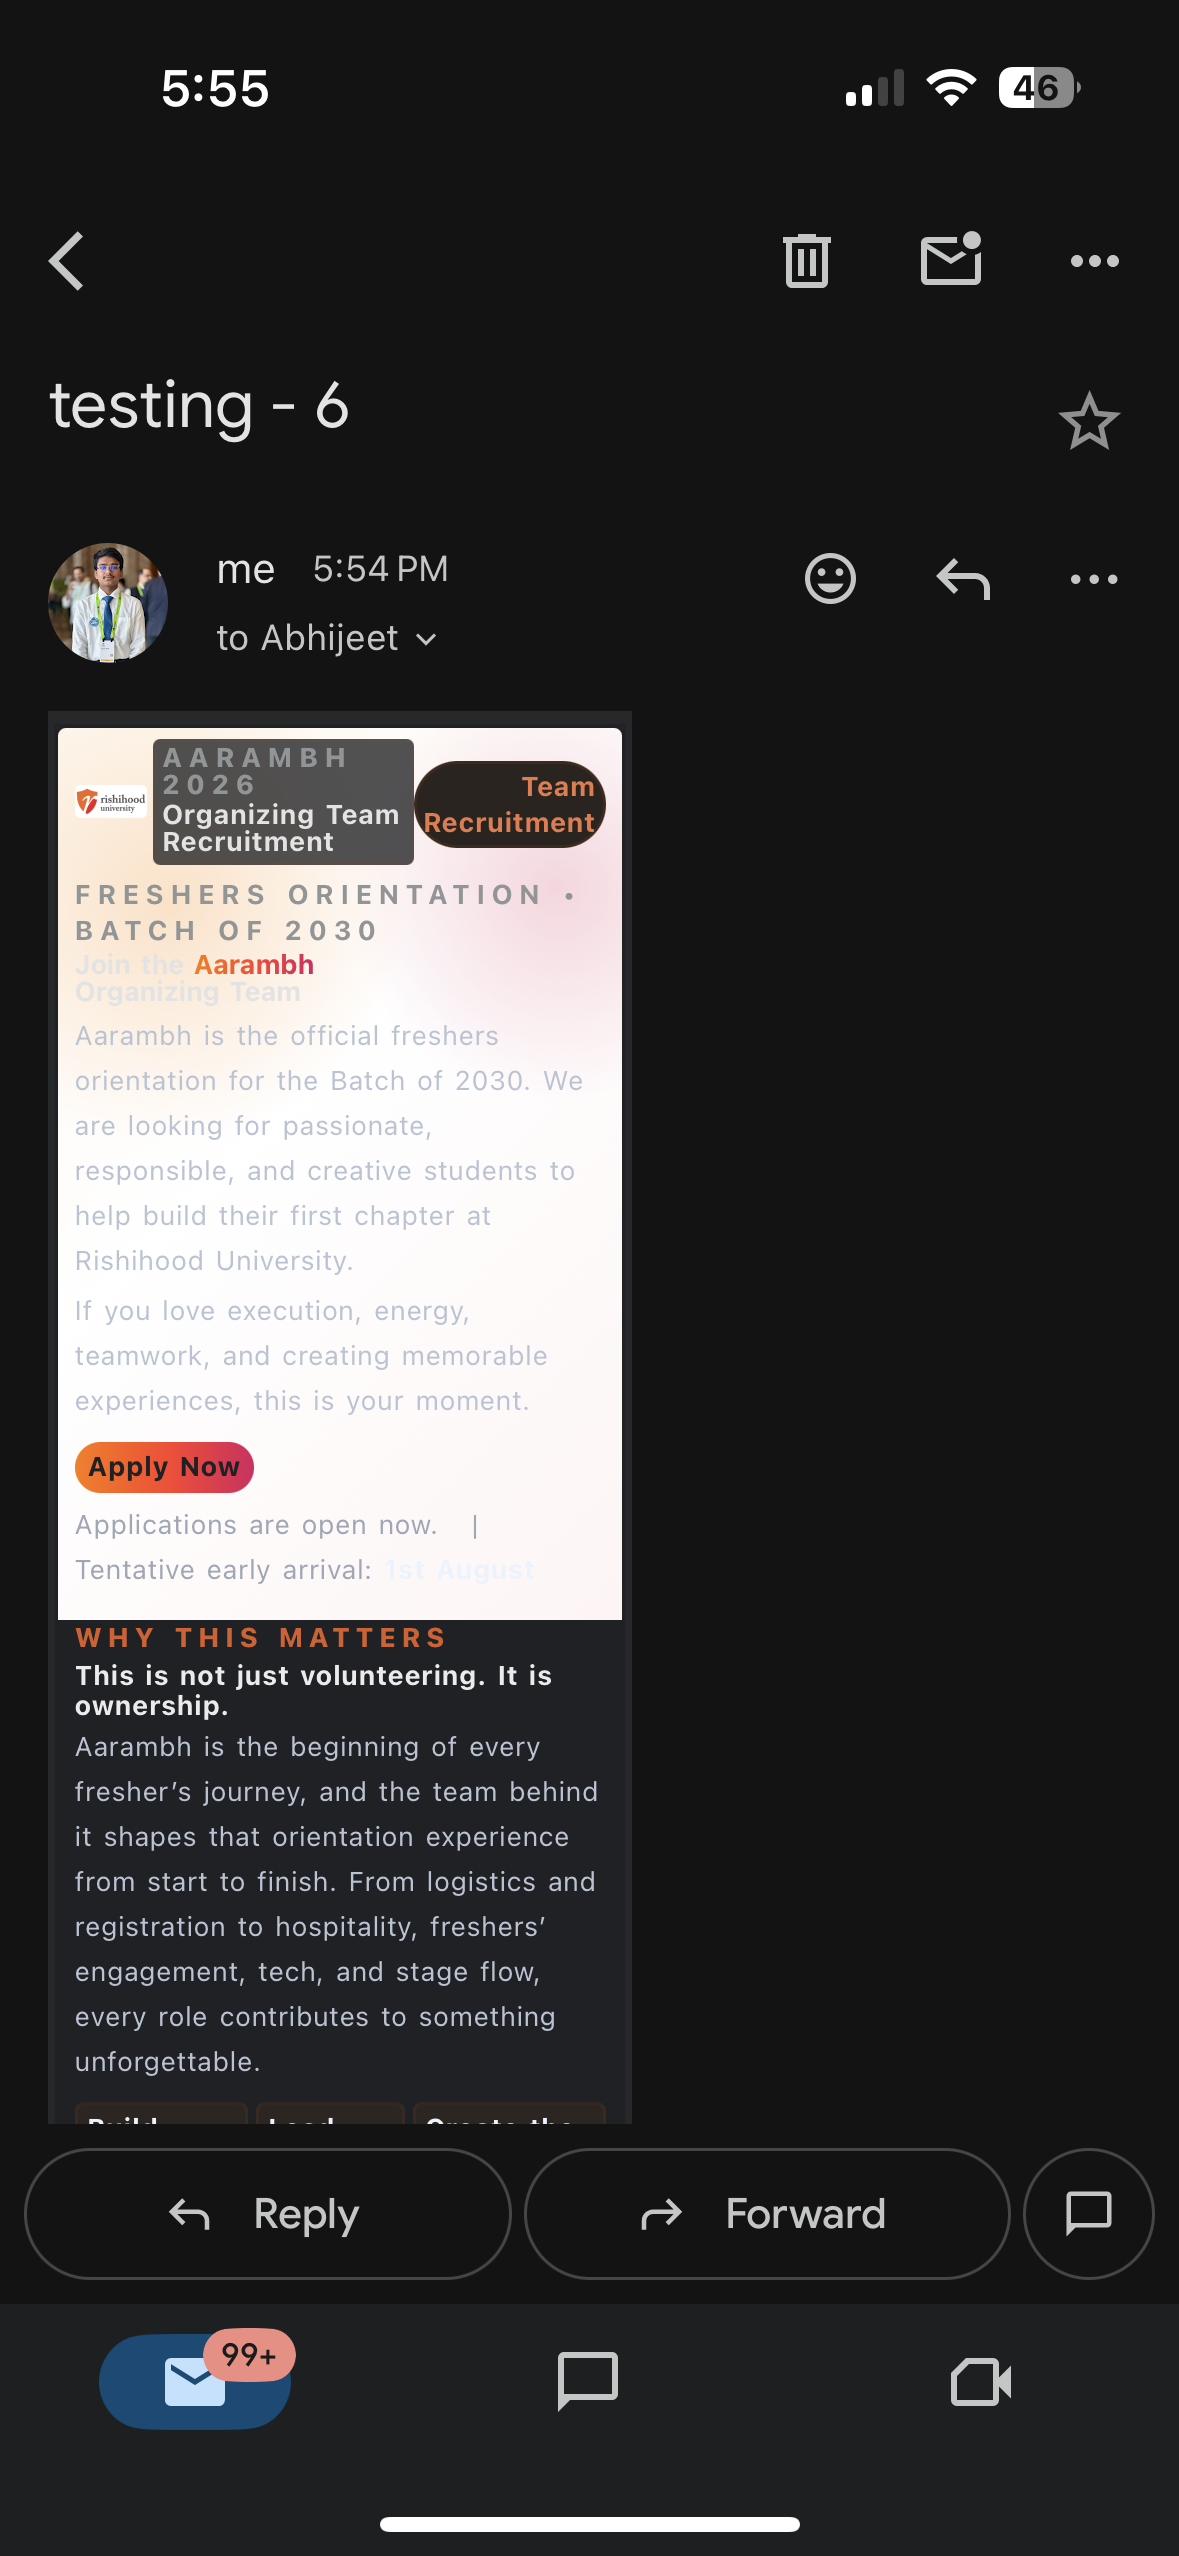 5:55
46
testing - 6
me 5:54 PM
to Abhijeet
rishihood
university
AARAMBH
2026
Organizing Team
Recruitment
Team
Recruitment
FRESHERS ORIENTATION •
BATCH OF 2030
Join the Aarambh
Organizing Team
Aarambh is the official freshers
orientation for the Batch of 2030. We
are looking for passionate,
responsible, and creative students to
help build their first chapter at
Rishihood University.
If you love execution, energy,
teamwork, and creating memorable
experiences, this is your moment.
Apply Now
Applications are open now. |
Tentative early arrival: 1st August
WHY THIS MATTERS
This is not just volunteering. It is
ownership.
Aarambh is the beginning of every
fresher’s journey, and the team behind
it shapes that orientation experience
from start to finish. From logistics and
registration to hospitality, freshers’
engagement, tech, and stage flow,
every role contributes to something
unforgettable.
Build Lead Create the
Reply
Forward
99+